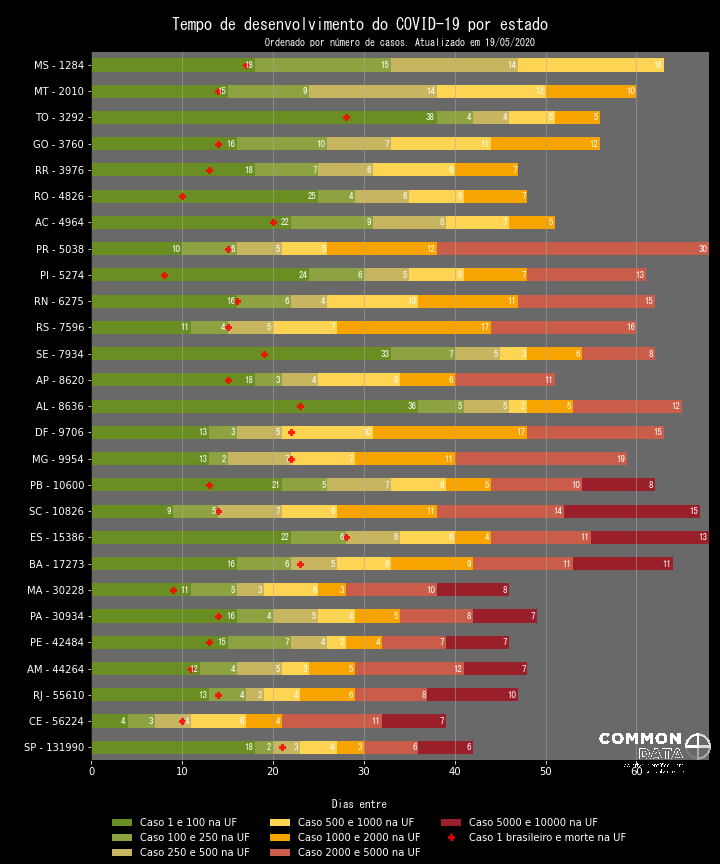 Tempo de desenvolvimento do COVID-19 por estado
Ordenado por número de casos. Atualizado em 19/05/2020
MS - 1284 18 15 14 16
MT - 2010 15 9 14 12 10
TO - 3292 38 4 4 5 5
GO - 3760 16 10 7 11 12
RR - 3976 18 7 6 9 7
RO - 4826 25 4 6 6 7
AC - 4964 22 9 8 7 5
PR - 5038 10 6 5 5 12 30
PI - 5274 24 6 5 6 7 13
RN - 6275 16 6 4 10 11 15
RS - 7596 11 4 5 7 17 16
SE - 7934 33 7 5 3 6 8
AP - 8620 18 3 4 9 6 11
AL - 8636 36 5 5 2 5 12
DF - 9706 13 3 5 10 17 15
MG - 9954 13 2 7 7 11 19
PB - 10600 21 5 7 6 5 10 8
SC - 10826 9 5 7 6 11 14 15
ES - 15386 22 6 6 6 4 11 13
BA - 17273 16 6 5 6 9 11 11
MA - 30228 11 5 3 6 3 10 8
PA - 30934 16 4 5 4 5 8 7
PE - 42484 15 7 4 2 4 7 7
AM - 44264 12 4 5 3 5 12 7
RJ - 55610 13 4 2 4 6 8 10
CE - 56224 4 3 4 6 4 11 7
SP - 131990 18 2 3 4 3 6 6
COMMON
DATA
0 10 20 30 40 50 60
Dias entre
Caso 1 e 100 na UF
Caso 100 e 250 na UF
Caso 250 e 500 na UF
Caso 500 e 1000 na UF
Caso 1000 e 2000 na UF
Caso 2000 e 5000 na UF
Caso 5000 e 10000 na UF
Caso 1 brasileiro e morte na UF